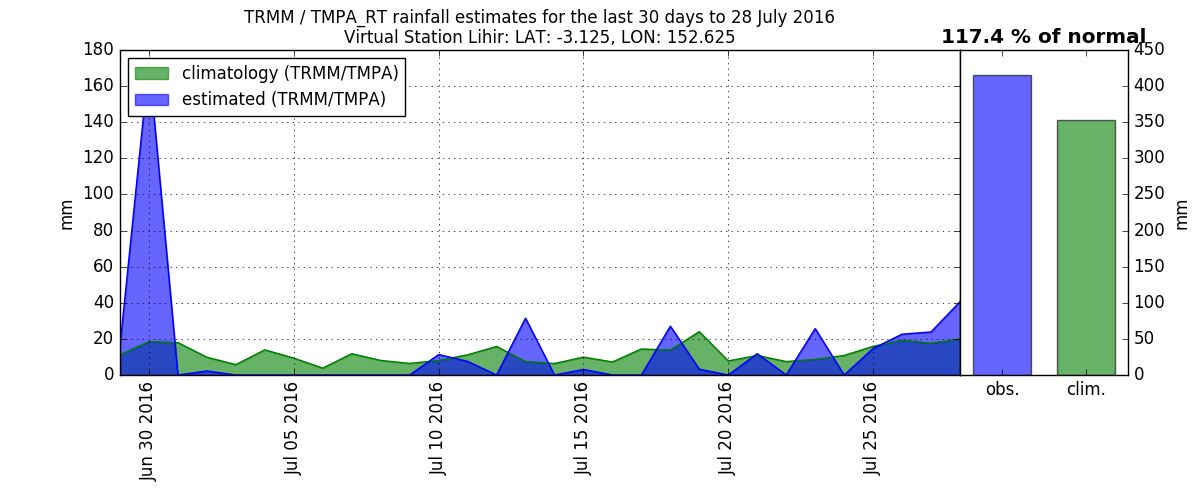 TRMM / TMPA_RT rainfall estimates for the last 30 days to 28 July 2016
Virtual Station Lihir: LAT: -3.125, LON: 152.625
117.4 % of normal
climatology (TRMM/TMPA)
estimated (TRMM/TMPA)
180
160
140
120
100
80
60
40
20
0
mm
Jun 30 2016
Jul 05 2016
Jul 10 2016
Jul 15 2016
Jul 20 2016
Jul 25 2016
obs.
clim.
450
400
350
300
250
200
150
100
50
0
mm